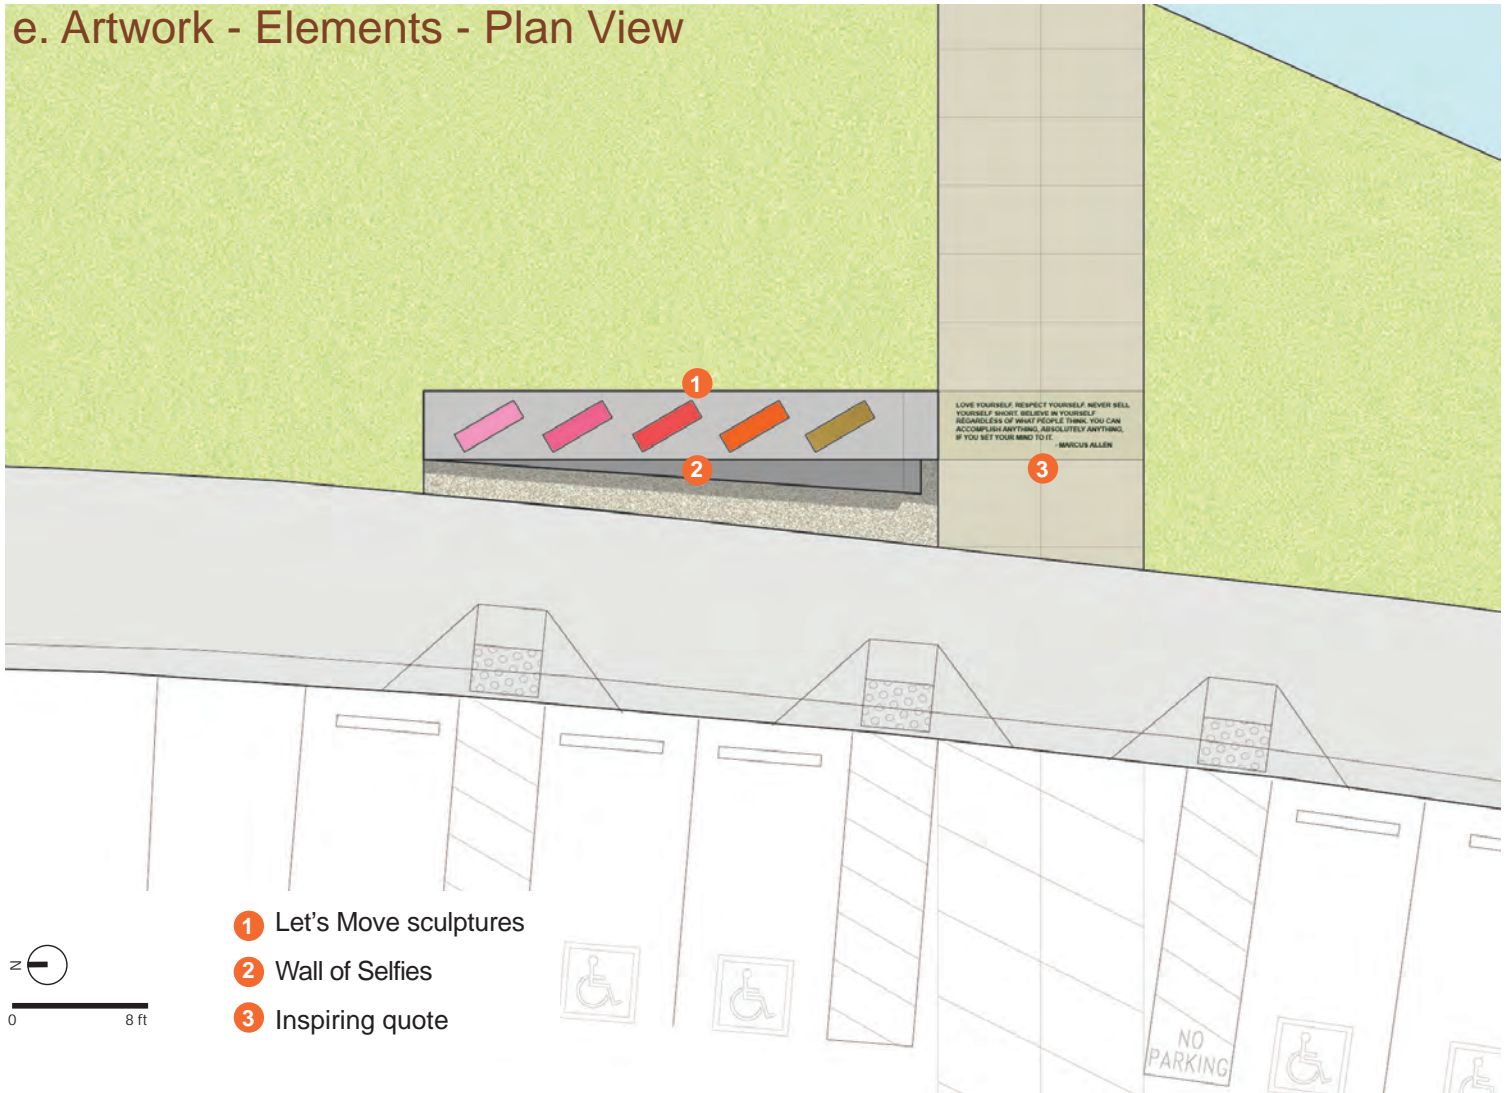 e. Artwork - Elements - Plan View
1
LOVE YOURSELF. RESPECT YOURSELF. NEVER SELL
YOURSELF SHORT. BELIEVE IN YOURSELF
REGARDLESS OF WHAT PEOPLE THINK. YOU CAN
ACCOMPLISH ANYTHING, ABSOLUTELY ANYTHING,
IF YOU SET YOUR MIND TO IT.
- MARCUS ALLEN
2
3
1 Let's Move sculptures
2 Wall of Selfies
3 Inspiring quote
N
0 8 ft
NO
PARKING